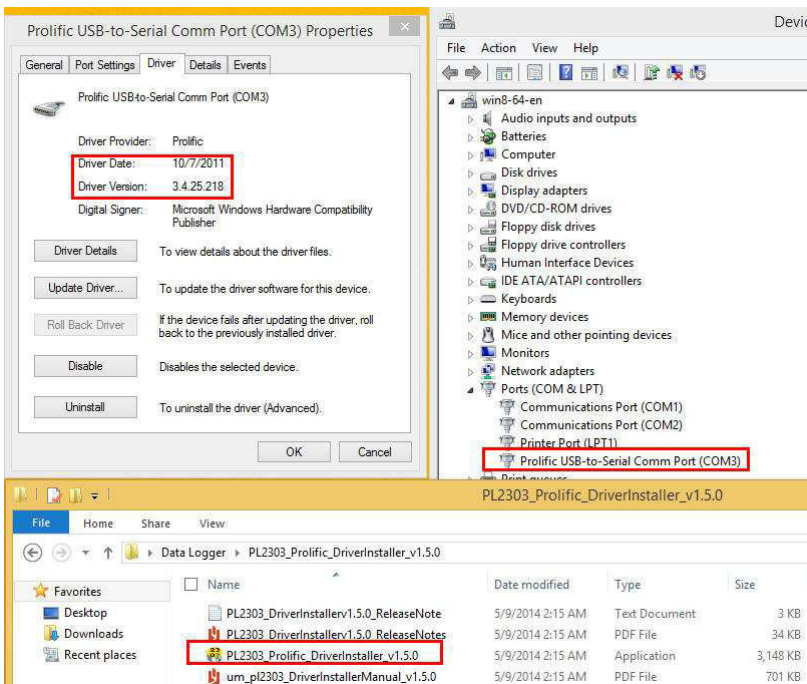 Prolific USB-to-Serial Comm Port (COM3) Properties
General Port Settings Driver Details Events
Prolific USB-to-Serial Comm Port (COM3)
Driver Provider: Prolific
Driver Date: 10/7/2011
Driver Version: 3.4.25.218
Digital Signer: Microsoft Windows Hardware Compatibility
Publisher
Driver Details To view details about the driver files.
Update Driver... To update the driver software for this device.
Roll Back Driver If the device fails after updating the driver, roll
back to the previously installed driver.
Disable Disables the selected device.
Uninstall To uninstall the driver (Advanced).
OK Cancel
Devic
File Action View Help
win8-64-en
Audio inputs and outputs
Batteries
Computer
Disk drives
Display adapters
DVD/CD-ROM drives
Floppy disk drives
Floppy drive controllers
Human Interface Devices
IDE ATA/ATAPI controllers
Keyboards
Memory devices
Mice and other pointing devices
Monitors
Network adapters
Ports (COM & LPT)
Communications Port (COM1)
Communications Port (COM2)
Printer Port (LPT1)
Prolific USB-to-Serial Comm Port (COM3)
Print queues
PL2303_Prolific_DriverInstaller_v1.5.0
File Home Share View
Data Logger PL2303_Prolific_DriverInstaller_v1.5.0
Favorites
Desktop
Downloads
Recent places
Name Date modified Type Size
PL2303_DriverInstallerv1.5.0_ReleaseNote 5/9/2014 2:15 AM Text Document 3 KB
PL2303_DriverInstallerv1.5.0_ReleaseNotes 5/9/2014 2:15 AM PDF File 34 KB
PL2303_Prolific_DriverInstaller_v1.5.0 5/9/2014 2:15 AM Application 3,148 KB
um_pl2303_DriverInstallerManual_v1.5.0 5/9/2014 2:15 AM PDF File 701 KB